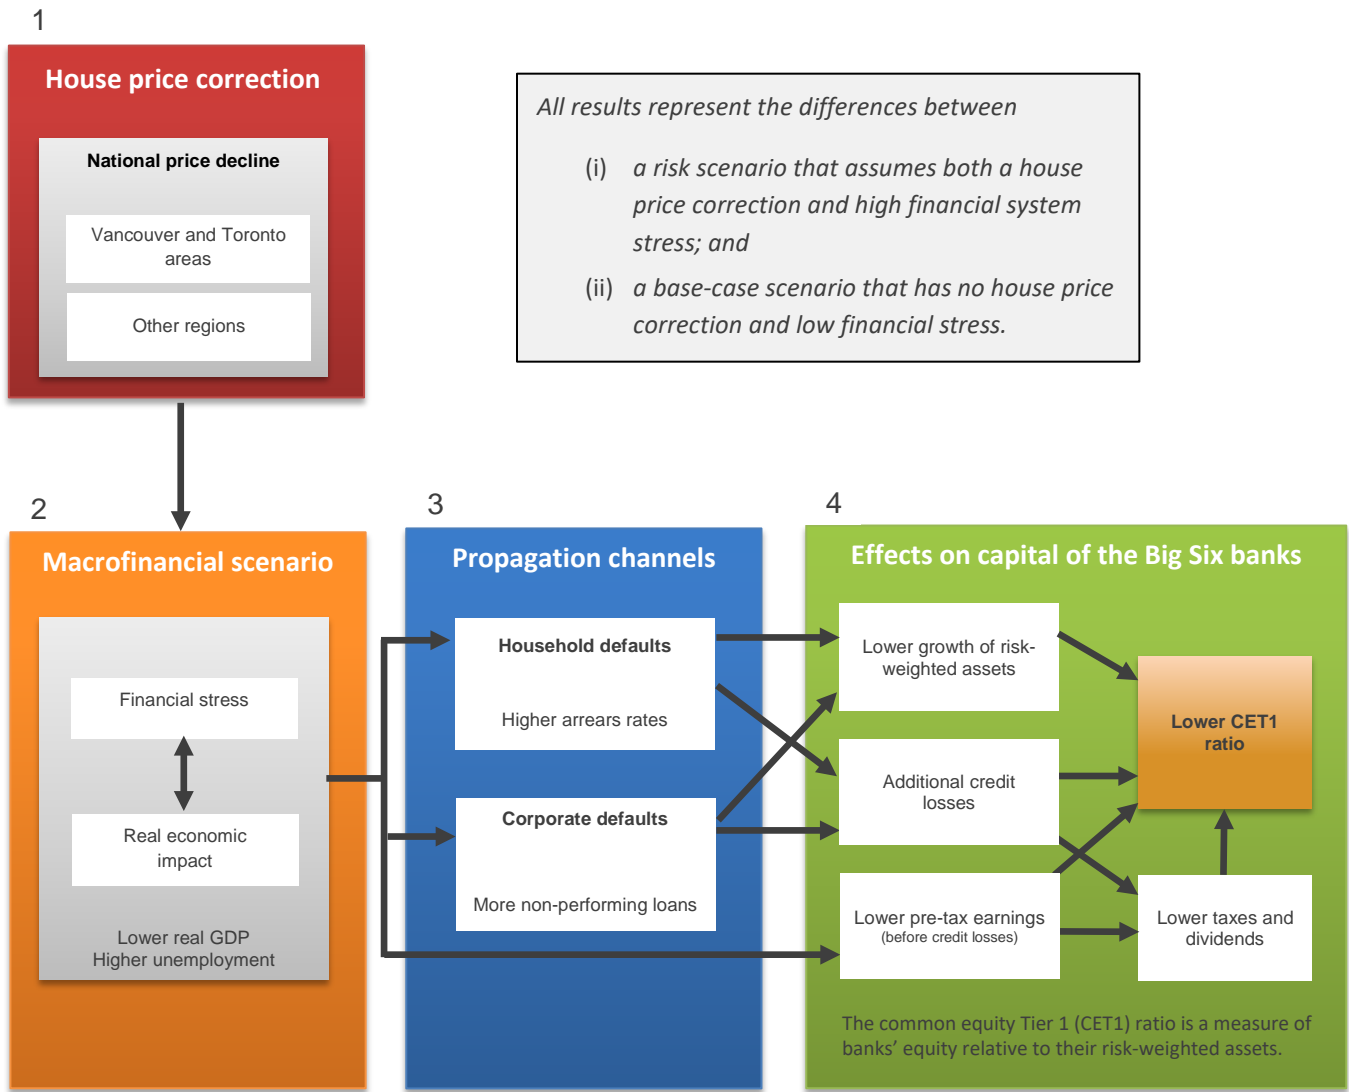 1
House price correction
National price decline
Vancouver and Toronto
areas
Other regions
All results represent the differences between
(i) a risk scenario that assumes both a house
price correction and high financial system
stress; and
(ii) a base-case scenario that has no house price
correction and low financial stress.
2
Macrofinancial scenario
Financial stress
Real economic
impact
Lower real GDP
Higher unemployment
3
Propagation channels
Household defaults
Higher arrears rates
Corporate defaults
More non-performing loans
4
Effects on capital of the Big Six banks
Lower growth of risk-
weighted assets
Additional credit
losses
Lower pre-tax earnings
(before credit losses)
Lower CET1
ratio
Lower taxes and
dividends
The common equity Tier 1 (CET1) ratio is a measure of
banks’ equity relative to their risk-weighted assets.